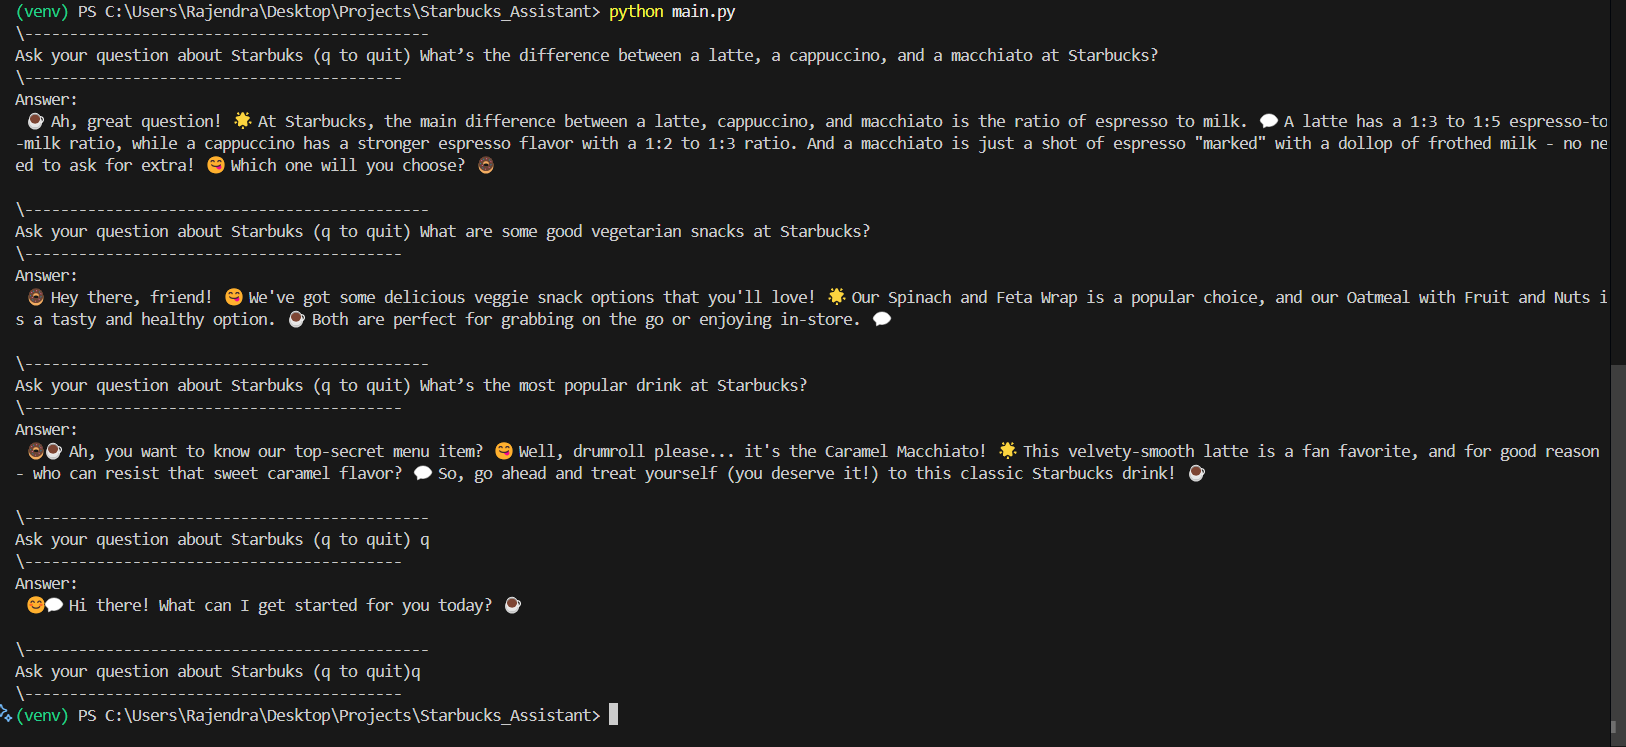 (venv) PS C:\Users\Rajendra\Desktop\Projects\Starbucks_Assistant> python main.py
\---------------------------------------------
Ask your question about Starbuks (q to quit) What’s the difference between a latte, a cappuccino, and a macchiato at Starbucks?
\------------------------------------------
Answer:
☕ Ah, great question! 🌟 At Starbucks, the main difference between a latte, cappuccino, and macchiato is the ratio of espresso to milk. 💬 A latte has a 1:3 to 1:5 espresso-to
-milk ratio, while a cappuccino has a stronger espresso flavor with a 1:2 to 1:3 ratio. And a macchiato is just a shot of espresso "marked" with a dollop of frothed milk - no ne
ed to ask for extra! 😋 Which one will you choose? 🍩
\---------------------------------------------
Ask your question about Starbuks (q to quit) What are some good vegetarian snacks at Starbucks?
\------------------------------------------
Answer:
🍩 Hey there, friend! 😋 We've got some delicious veggie snack options that you'll love! 🌟 Our Spinach and Feta Wrap is a popular choice, and our Oatmeal with Fruit and Nuts i
s a tasty and healthy option. ☕ Both are perfect for grabbing on the go or enjoying in-store. 💬
\---------------------------------------------
Ask your question about Starbuks (q to quit) What’s the most popular drink at Starbucks?
\------------------------------------------
Answer:
🍩☕ Ah, you want to know our top-secret menu item? 😋 Well, drumroll please... it's the Caramel Macchiato! 🌟 This velvety-smooth latte is a fan favorite, and for good reason
- who can resist that sweet caramel flavor? 💬 So, go ahead and treat yourself (you deserve it!) to this classic Starbucks drink! ☕
\---------------------------------------------
Ask your question about Starbuks (q to quit) q
\------------------------------------------
Answer:
😊💬 Hi there! What can I get started for you today? ☕
\---------------------------------------------
Ask your question about Starbuks (q to quit)q
\------------------------------------------
(venv) PS C:\Users\Rajendra\Desktop\Projects\Starbucks_Assistant>